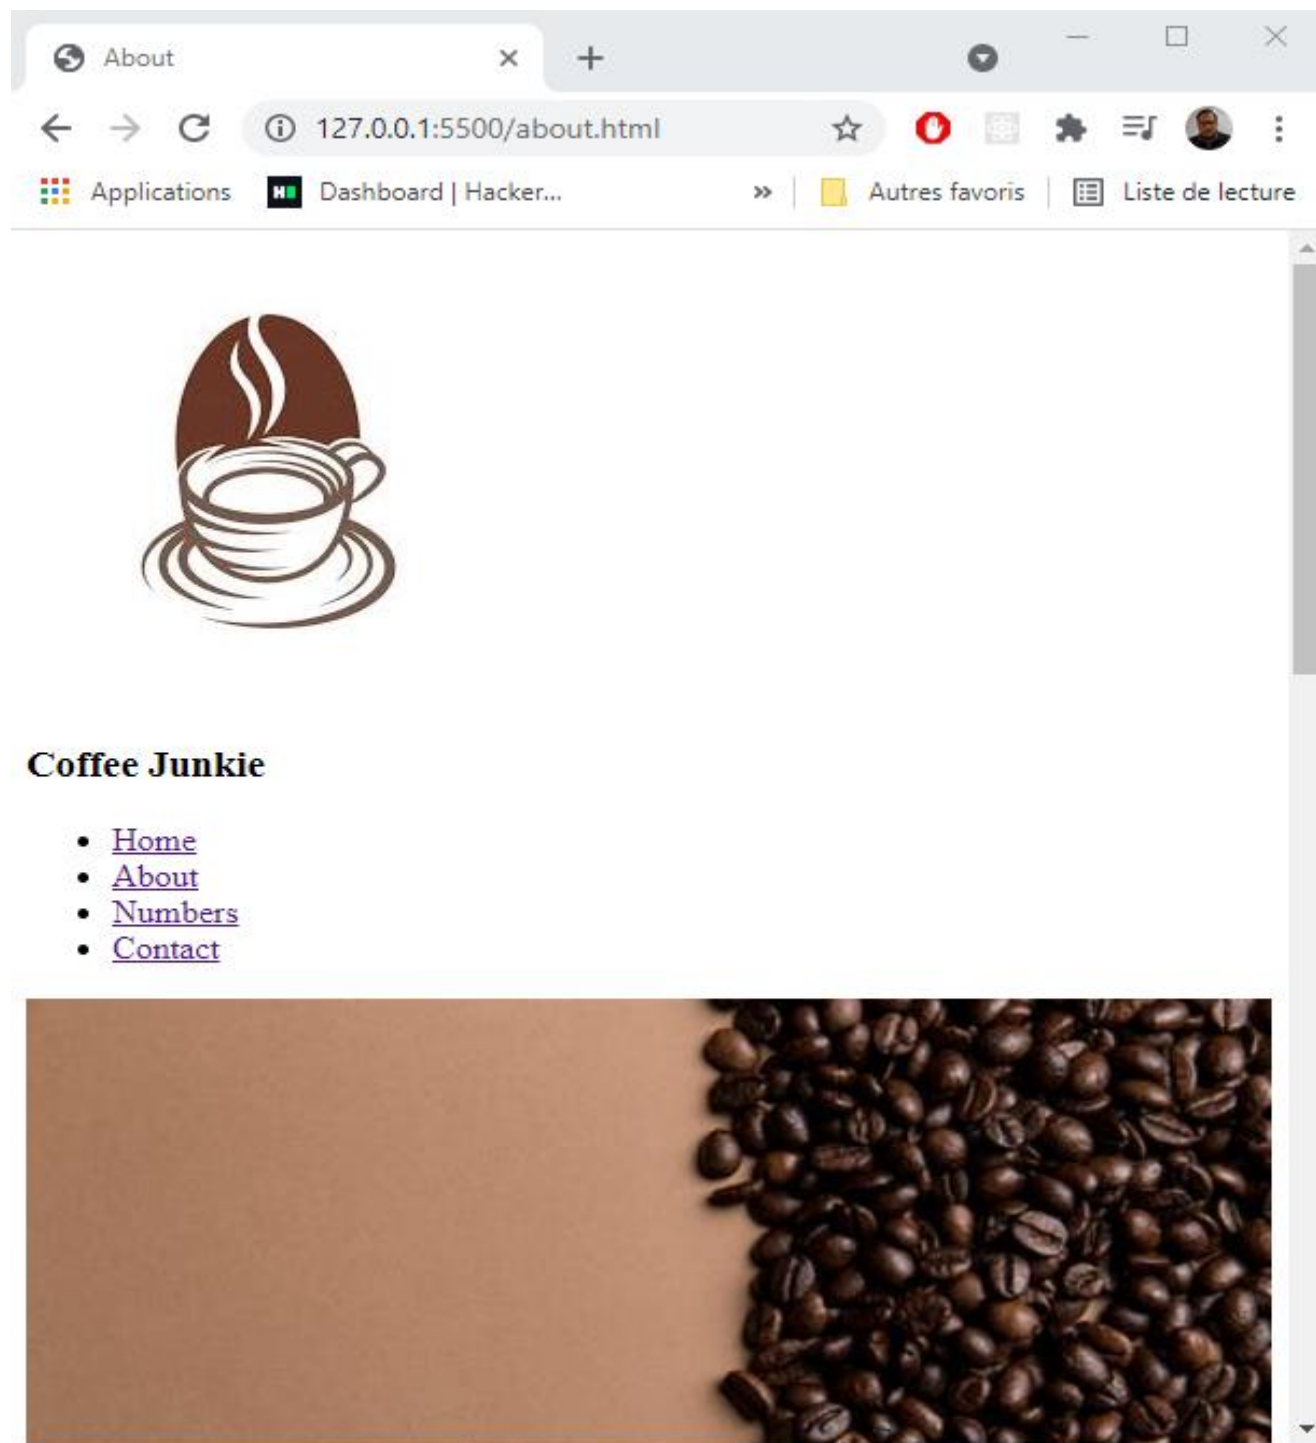 About
127.0.0.1:5500/about.html
Applications Dashboard | Hacker... » Autres favoris Liste de lecture
Coffee Junkie
• Home
• About
• Numbers
• Contact